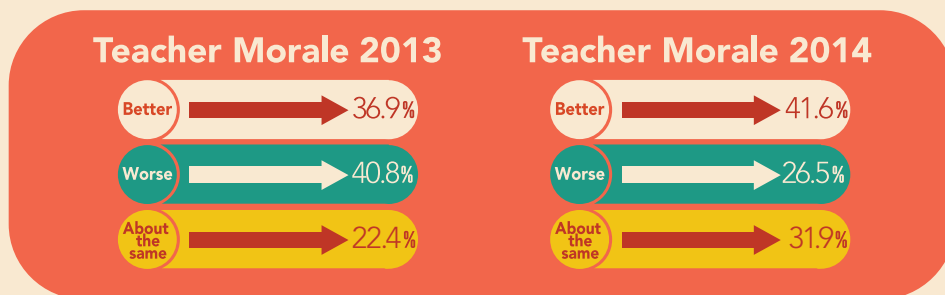 Teacher Morale 2013
Better 36.9%
Worse 40.8%
About
the
same 22.4%
Teacher Morale 2014
Better 41.6%
Worse 26.5%
About
the
same 31.9%